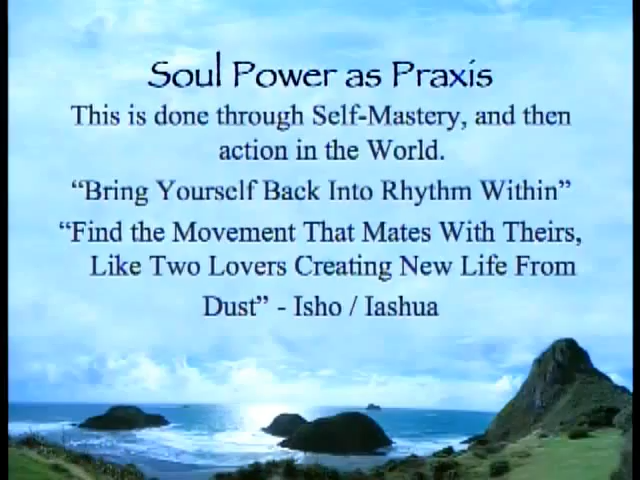 Soul Power as Praxis
This is done through Self-Mastery, and then
action in the World.
“Bring Yourself Back Into Rhythm Within”
“Find the Movement That Mates With Theirs,
Like Two Lovers Creating New Life From
Dust” - Isho / Iashua